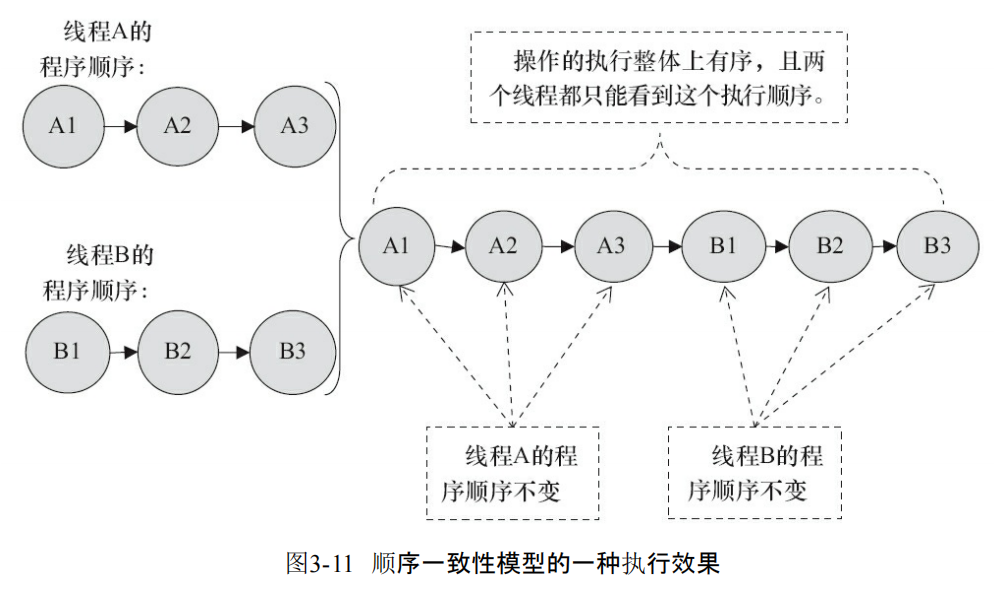 线程A的
程序顺序：
A1
A2
A3
线程B的
程序顺序：
B1
B2
B3
操作的执行整体上有序，且两
个线程都只能看到这个执行顺序。
A1
A2
A3
B1
B2
B3
线程A的程
序顺序不变
线程B的程
序顺序不变
图3-11 顺序一致性模型的一种执行效果